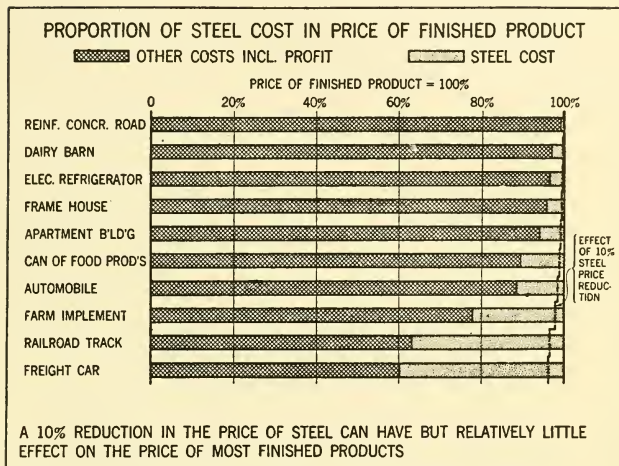 PROPORTION OF STEEL COST IN PRICE OF FINISHED PRODUCT
OTHER COSTS INCL. PROFIT STEEL COST
PRICE OF FINISHED PRODUCT = 100%
0 20% 40% 60% 80% 100%
REINF. CONCR. ROAD
DAIRY BARN
ELEC. REFRIGERATOR
FRAME HOUSE
APARTMENT B'LD'G
CAN OF FOOD PROD'S
AUTOMOBILE
FARM IMPLEMENT
RAILROAD TRACK
FREIGHT CAR
EFFECT
OF 10%
STEEL
PRICE
REDUC-
TION
A 10% REDUCTION IN THE PRICE OF STEEL CAN HAVE BUT RELATIVELY LITTLE
EFFECT ON THE PRICE OF MOST FINISHED PRODUCTS